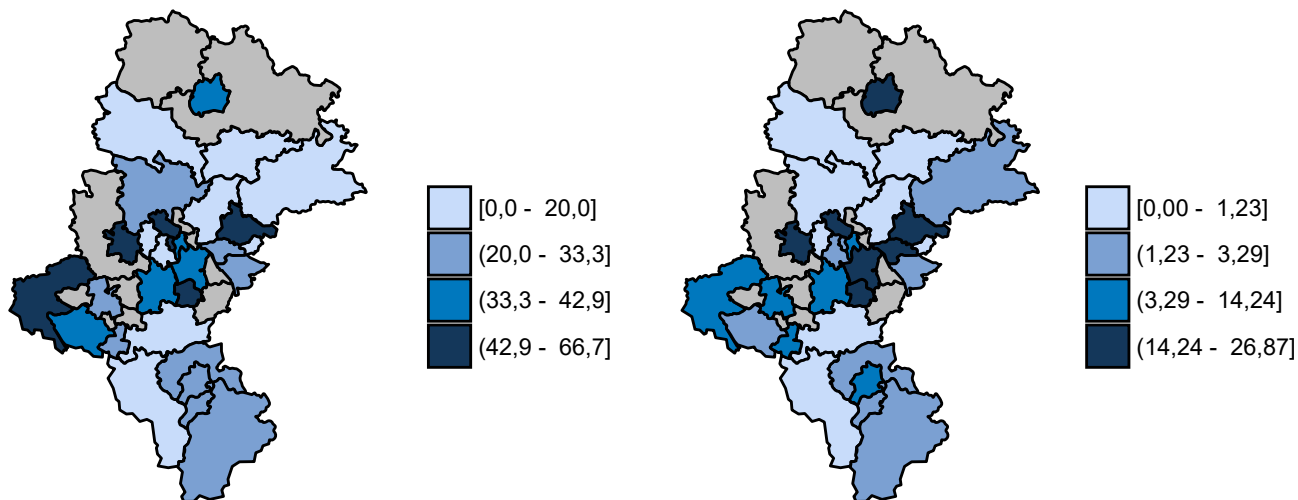 [0,0 - 20,0]
(20,0 - 33,3]
(33,3 - 42,9]
(42,9 - 66,7]
[0,00 - 1,23]
(1,23 - 3,29]
(3,29 - 14,24]
(14,24 - 26,87]